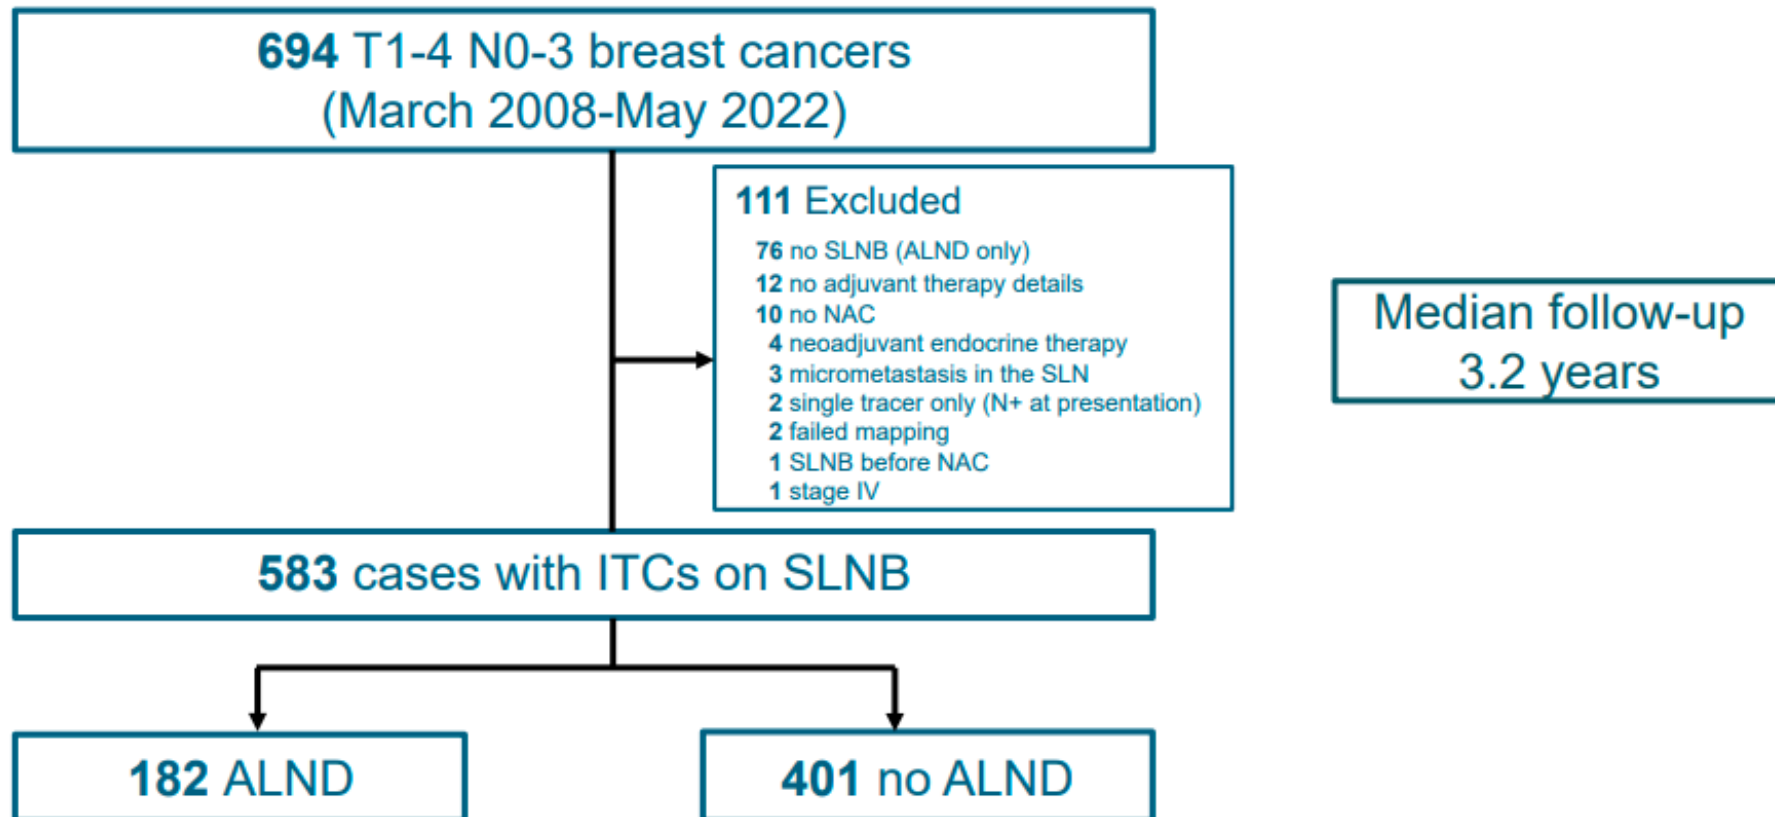 694 T1-4 N0-3 breast cancers
(March 2008-May 2022)
111 Excluded
76 no SLNB (ALND only)
12 no adjuvant therapy details
10 no NAC
4 neoadjuvant endocrine therapy
3 micrometastasis in the SLN
2 single tracer only (N+ at presentation)
2 failed mapping
1 SLNB before NAC
1 stage IV
Median follow-up
3.2 years
583 cases with ITCs on SLNB
182 ALND
401 no ALND